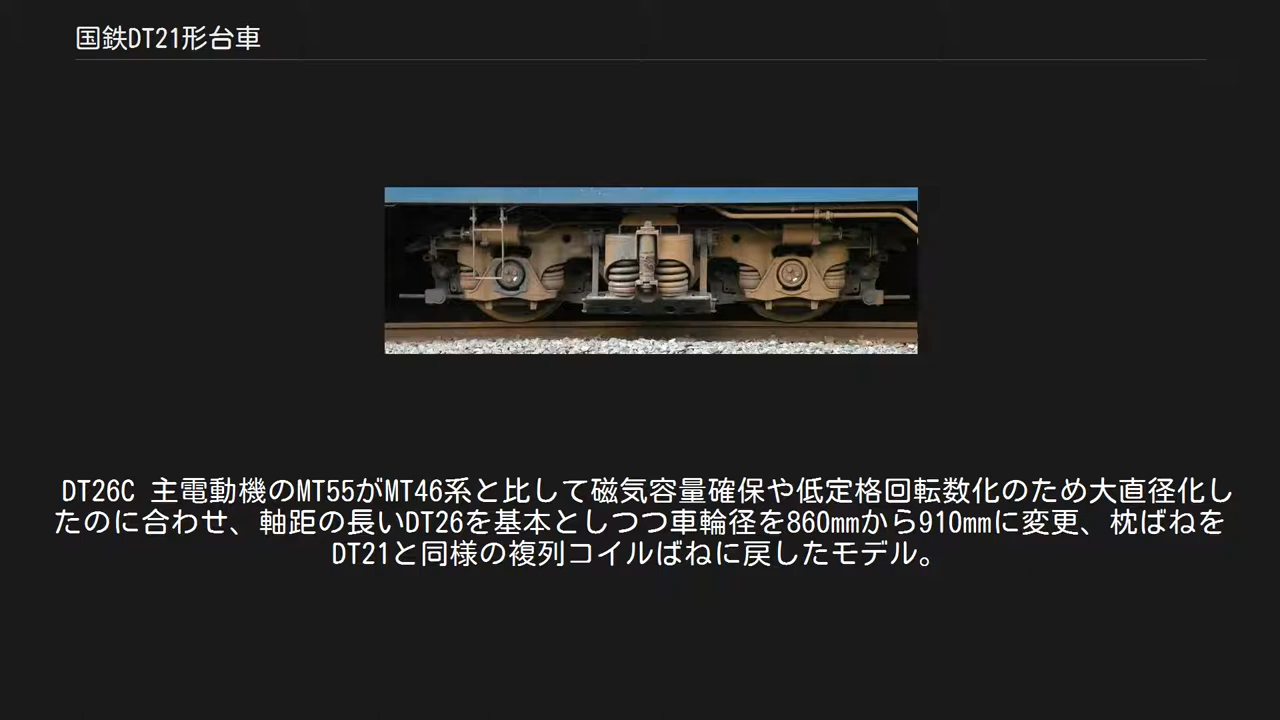 国鉄DT21形台車
DT26C 主電動機のMT55がMT46系と比して磁気容量確保や低定格回転数化のため大直径化し
たのに合わせ、軸距の長いDT26を基本としつつ車輪径を860mmから910mmに変更、枕ばねを
DT21と同様の複列コイルばねに戻したモデル。